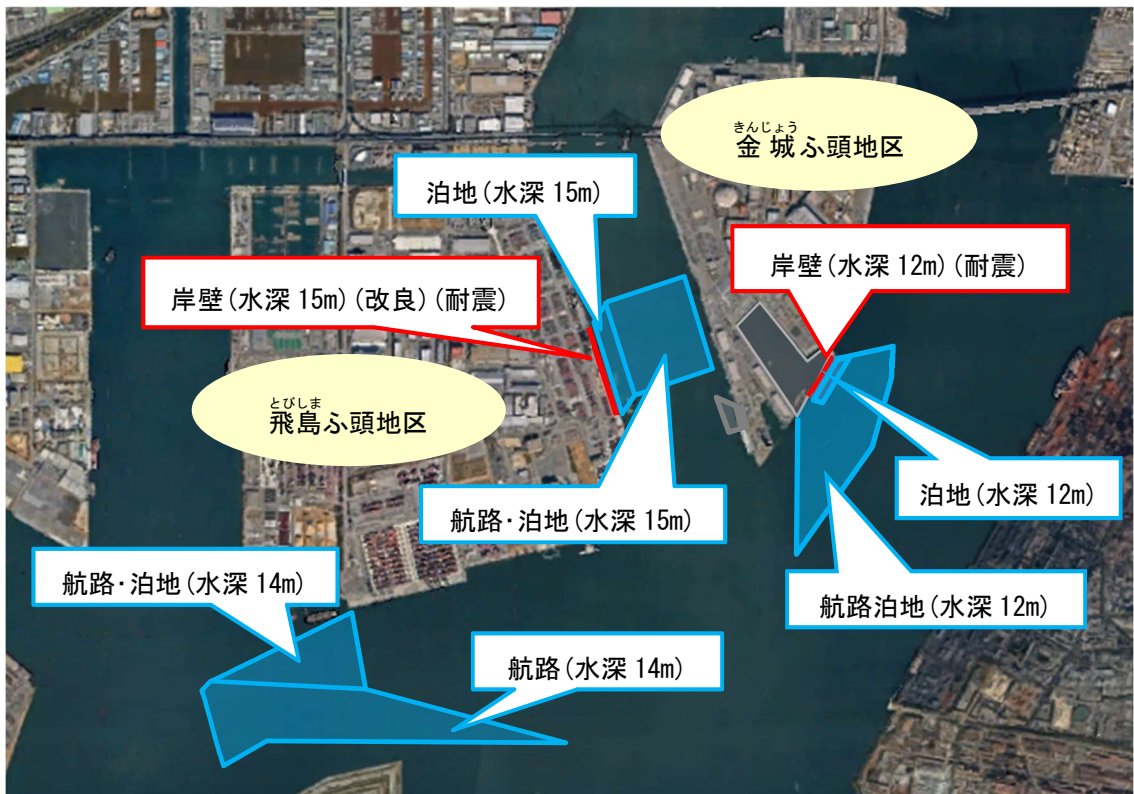 きんじょう
金城ふ頭地区
泊地(水深 15m)
岸壁(水深 12m)(耐震)
岸壁(水深 15m)(改良)(耐震)
とびしま
飛島ふ頭地区
泊地(水深 12m)
航路・泊地(水深 15m)
航路・泊地(水深 14m)
航路泊地(水深 12m)
航路(水深 14m)